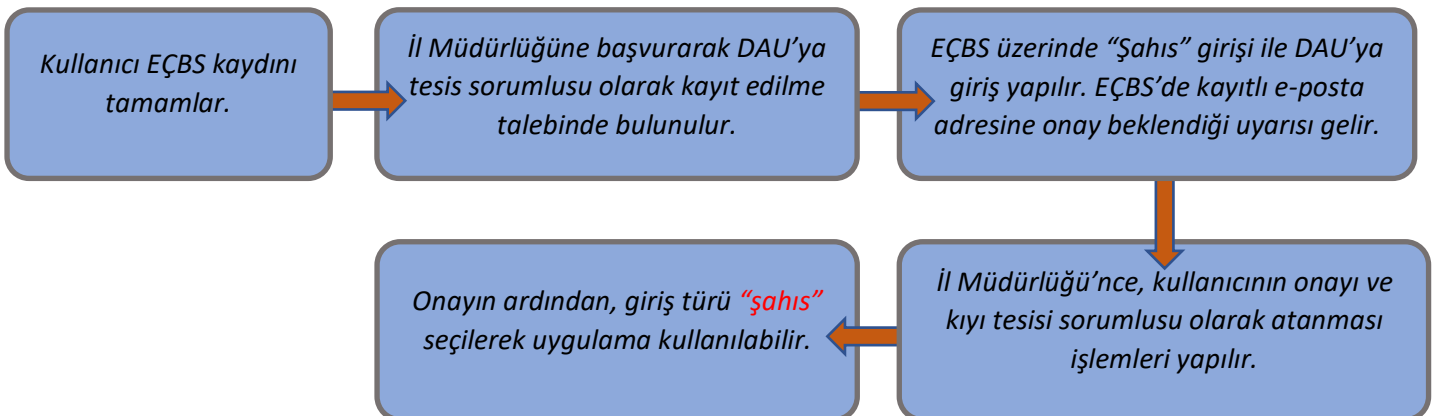 Kullanıcı EÇBS kaydını
tamamlar.
İl Müdürlüğüne başvurarak DAU’ya
tesis sorumlusu olarak kayıt edilme
talebinde bulunulur.
EÇBS üzerinde “Şahıs” girişi ile DAU’ya
giriş yapılır. EÇBS’de kayıtlı e-posta
adresine onay beklendiği uyarısı gelir.
İl Müdürlüğü’nce, kullanıcının onayı ve
kıyı tesisi sorumlusu olarak atanması
işlemleri yapılır.
Onayın ardından, giriş türü “şahıs”
seçilerek uygulama kullanılabilir.